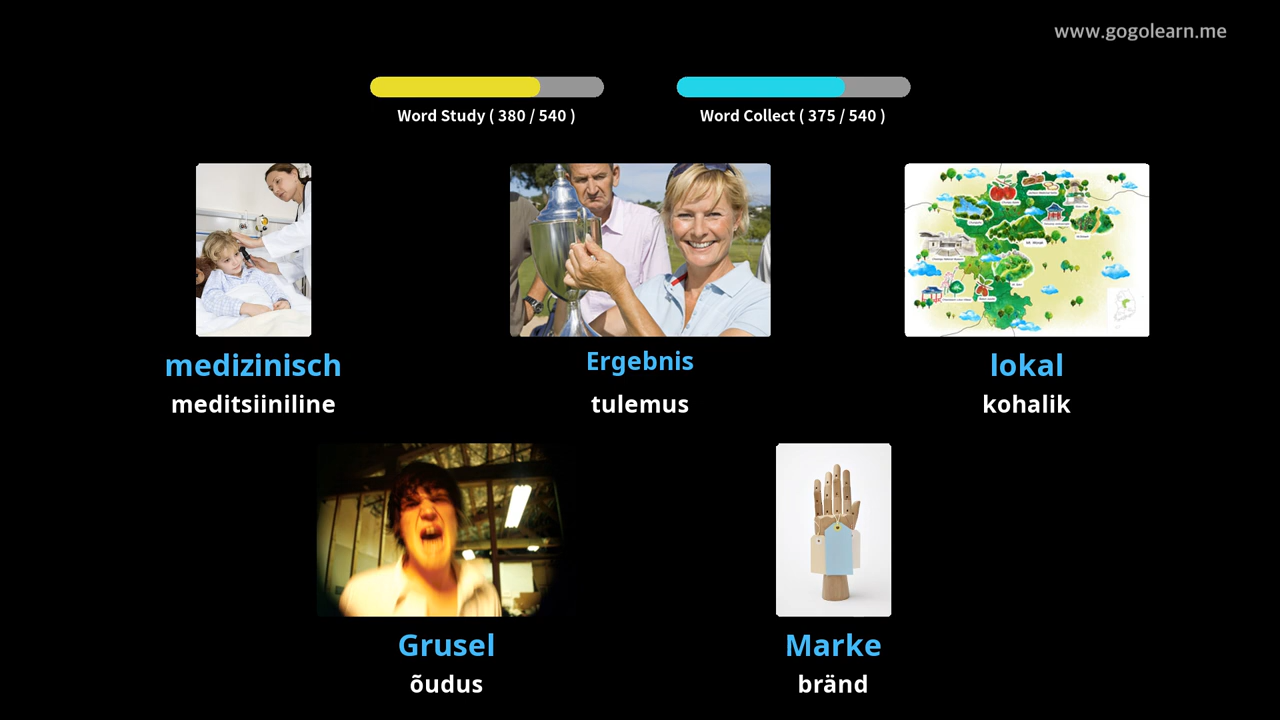 www.gogolearn.me
Word Study ( 380 / 540 )
Word Collect ( 375 / 540 )
medizinisch
meditsiiniline
Ergebnis
tulemus
lokal
kohalik
Grusel
õudus
Marke
bränd